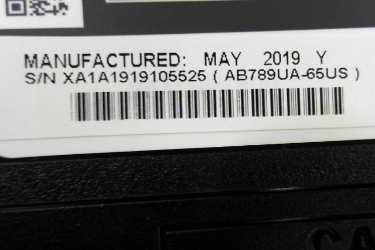 MANUFACTURED: MAY 2019 Y
S/N XA1A1919105525 ( AB789UA-65US )